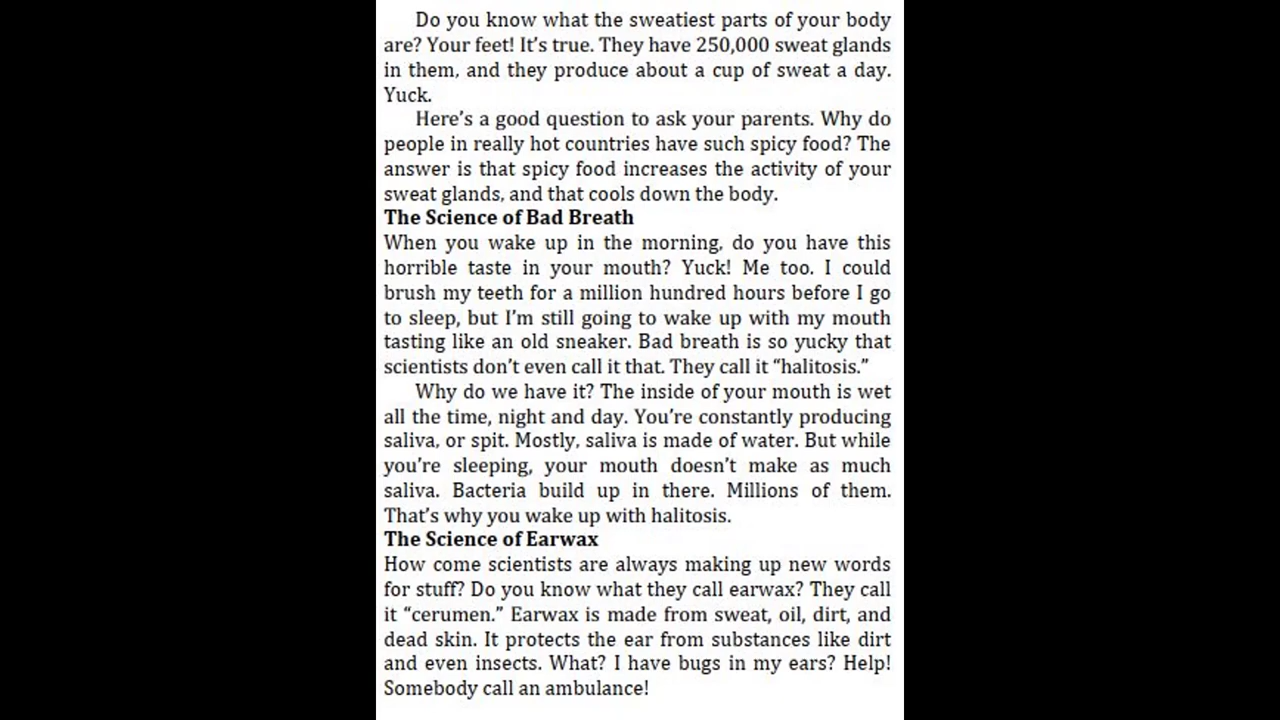 Do you know what the sweatiest parts of your body
are? Your feet! It’s true. They have 250,000 sweat glands
in them, and they produce about a cup of sweat a day.
Yuck.
Here’s a good question to ask your parents. Why do
people in really hot countries have such spicy food? The
answer is that spicy food increases the activity of your
sweat glands, and that cools down the body.
The Science of Bad Breath
When you wake up in the morning, do you have this
horrible taste in your mouth? Yuck! Me too. I could
brush my teeth for a million hundred hours before I go
to sleep, but I’m still going to wake up with my mouth
tasting like an old sneaker. Bad breath is so yucky that
scientists don’t even call it that. They call it “halitosis.”
Why do we have it? The inside of your mouth is wet
all the time, night and day. You’re constantly producing
saliva, or spit. Mostly, saliva is made of water. But while
you’re sleeping, your mouth doesn’t make as much
saliva. Bacteria build up in there. Millions of them.
That’s why you wake up with halitosis.
The Science of Earwax
How come scientists are always making up new words
for stuff? Do you know what they call earwax? They call
it “cerumen.” Earwax is made from sweat, oil, dirt, and
dead skin. It protects the ear from substances like dirt
and even insects. What? I have bugs in my ears? Help!
Somebody call an ambulance!